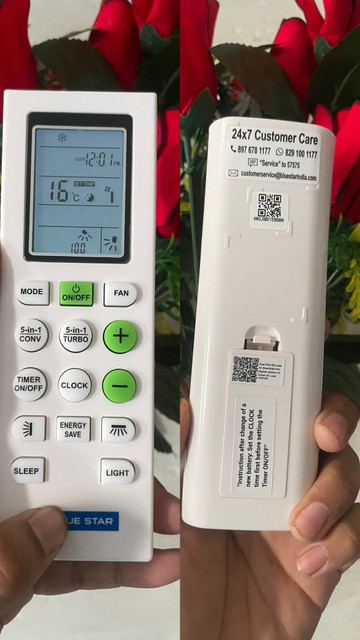 12:01 PM
SET TEMP
16°C
100
MODE
ON/OFF
FAN
5-in-1
CONV
5-in-1
TURBO
+
TIMER
ON/OFF
CLOCK
−
ENERGY
SAVE
SLEEP
LIGHT
UE STAR
24x7 Customer Care
897 678 1177 829 100 1177
"Service" to 57575
customerservice@bluestarindia.com
"Instruction after change of a
new battery. Set the CLOCK
time first before setting the
Timer ON/OFF"